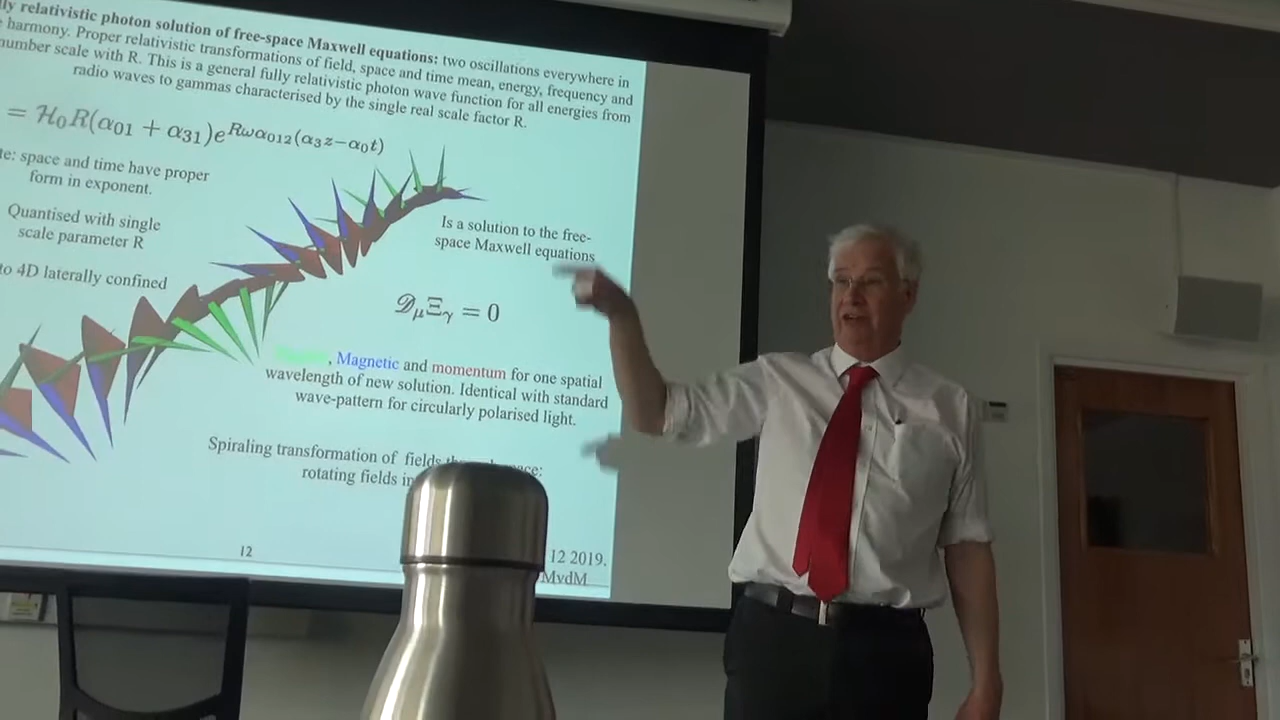 lly relativistic photon solution of free-space Maxwell equations: two oscillations everywhere in
harmony. Proper relativistic transformations of field, space and time mean, energy, frequency and
number scale with R. This is a general fully relativistic photon wave function for all energies from
radio waves to gammas characterised by the single real scale factor R.
= ℋ₀R(α₀₁ + α₃₁)e^{Rωα₀₁₂(α₃z−α₀t)}
te: space and time have proper
form in exponent.
Quantised with single
scale parameter R
to 4D laterally confined
Is a solution to the free-
space Maxwell equations
𝒟_μ Ξ_γ = 0
, Magnetic and momentum for one spatial
wavelength of new solution. Identical with standard
wave-pattern for circularly polarised light.
Spiraling transformation of fields
rotating fields in
12
12 2019.
MvdM